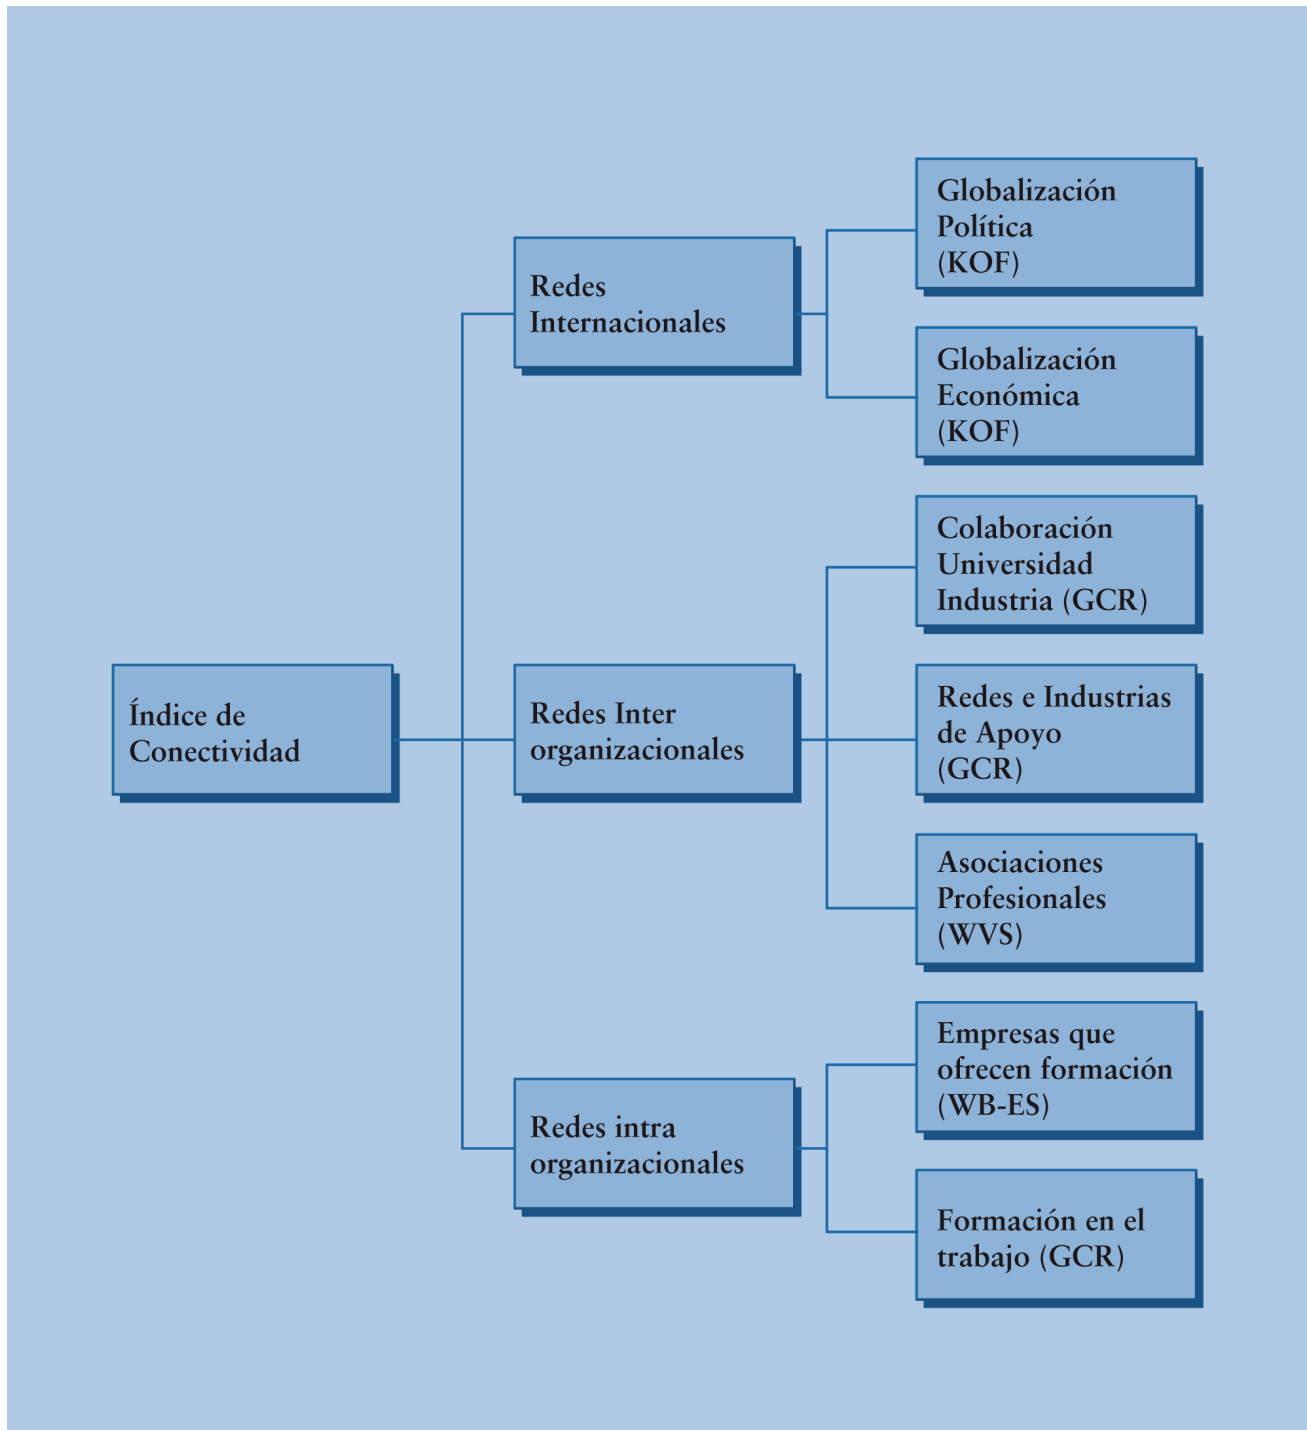 Índice de
Conectividad
Redes
Internacionales
Globalización
Política
(KOF)
Globalización
Económica
(KOF)
Redes Inter
organizacionales
Colaboración
Universidad
Industria (GCR)
Redes e Industrias
de Apoyo
(GCR)
Asociaciones
Profesionales
(WVS)
Redes intra
organizacionales
Empresas que
ofrecen formación
(WB-ES)
Formación en el
trabajo (GCR)